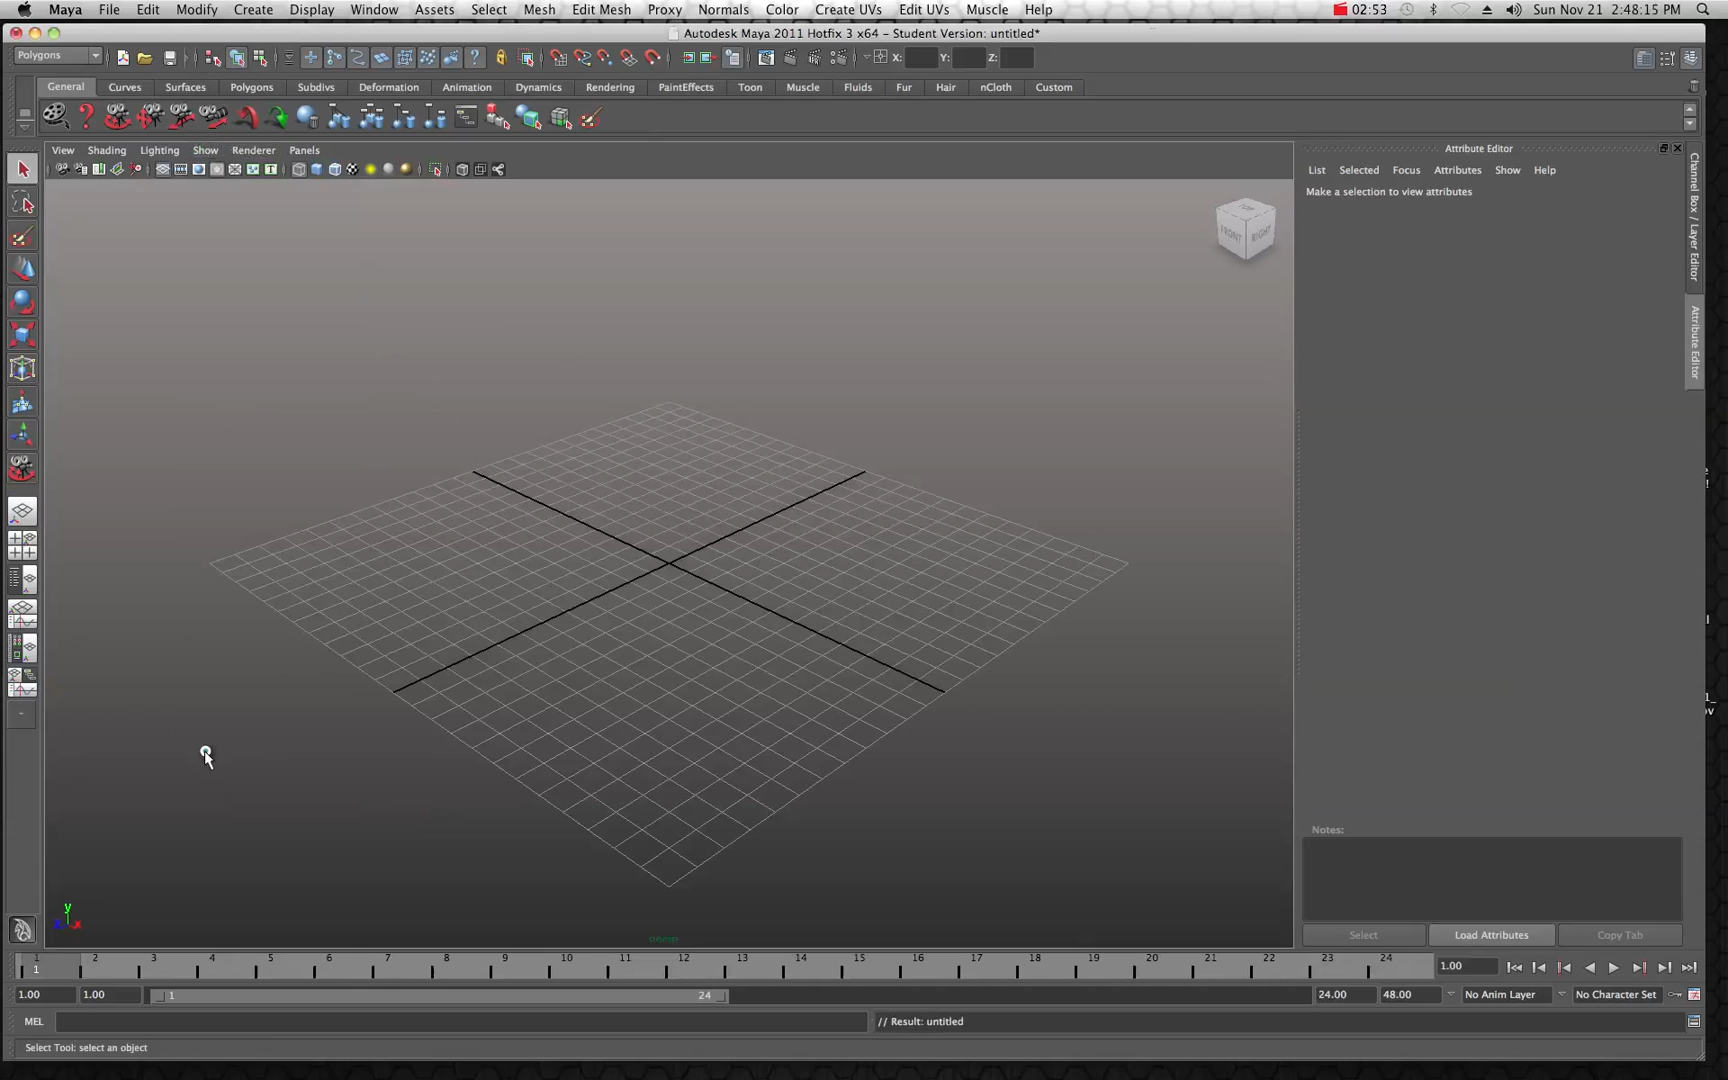 Maya File Edit Modify Create Display Window Assets Select Mesh Edit Mesh Proxy Normals Color Create UVs Edit UVs Muscle Help 02:53 Sun Nov 21 2:48:15 PM
Autodesk Maya 2011 Hotfix 3 x64 - Student Version: untitled*
Polygons X: Y: Z:
General Curves Surfaces Polygons Subdivs Deformation Animation Dynamics Rendering PaintEffects Toon Muscle Fluids Fur Hair nCloth Custom
View Shading Lighting Show Renderer Panels
Attribute Editor
List Selected Focus Attributes Show Help
Make a selection to view attributes
Channel Box / Layer Editor
Attribute Editor
TOP
FRONT RIGHT
Notes:
y
x
persp
Select Load Attributes Copy Tab
1 2 3 4 5 6 7 8 9 10 11 12 13 14 15 16 17 18 19 20 21 22 23 24
1 1.00
1.00 1.00 1 24 24.00 48.00 No Anim Layer No Character Set
MEL // Result: untitled
Select Tool: select an object